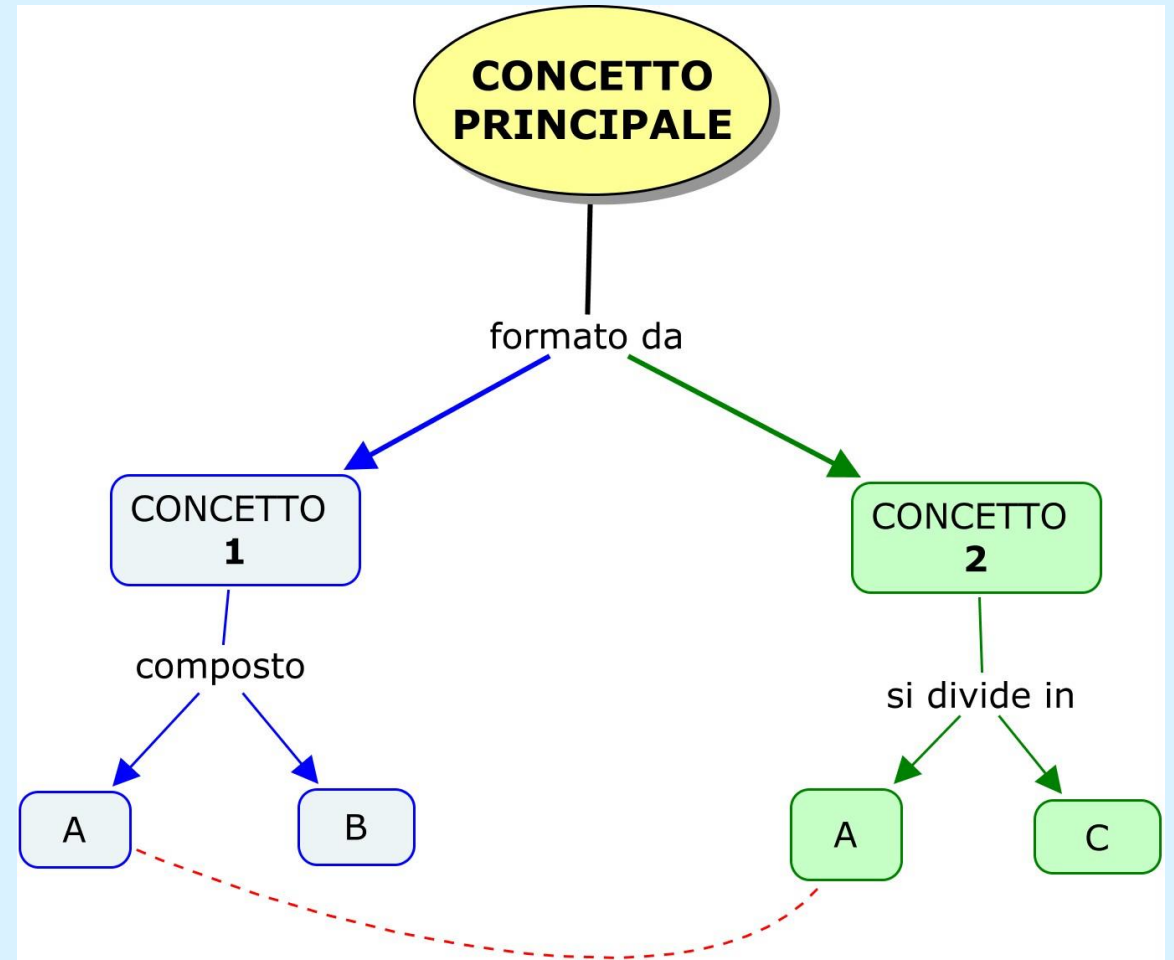 CONCETTO
PRINCIPALE
formato da
CONCETTO
1
CONCETTO
2
composto
si divide in
A
B
A
C